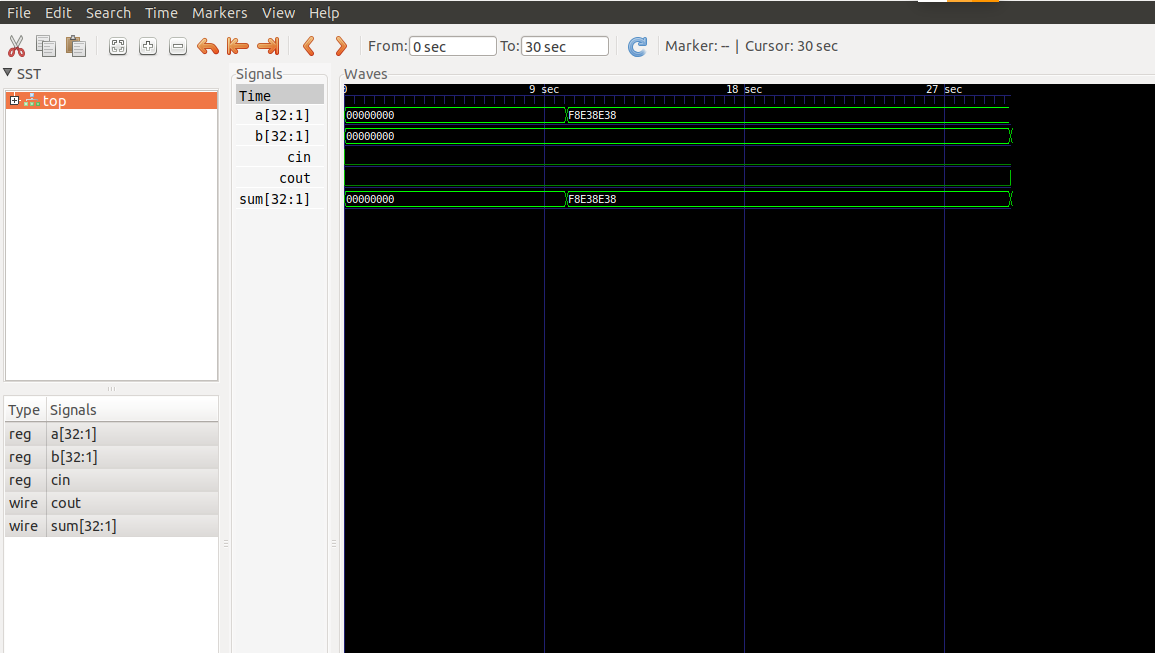 File Edit Search Time Markers View Help
From: 0 sec To: 30 sec Marker: -- | Cursor: 30 sec
SST
top
Type Signals
reg a[32:1]
reg b[32:1]
reg cin
wire cout
wire sum[32:1]
Signals
Time
a[32:1]
b[32:1]
cin
cout
sum[32:1]
Waves
0 9 sec 18 sec 27 sec
00000000 F8E38E38
00000000
00000000 F8E38E38